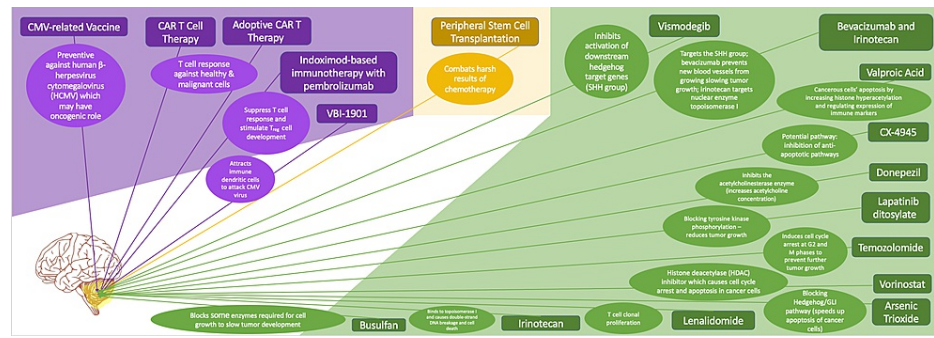 CMV-related Vaccine
Preventive
against human β-
herpesvirus
cytomegalovirus
(HCMV) which
may have
oncogenic role
CAR T Cell
Therapy
T cell response
against healthy &
malignant cells
Adoptive CAR T
Therapy
Indoximod-based
immunotherapy with
pembrolizumab
Suppress T cell
response and
stimulate TReg cell
development
VBI-1901
Attracts
immune
dendritic cells
to attack CMV
virus
Peripheral Stem Cell
Transplantation
Combats harsh
results of
chemotherapy
Vismodegib
Inhibits
activation of
downstream
hedgehog
target genes
(SHH group)
Bevacizumab and
Irinotecan
Targets the SHH group;
bevacizumab prevents
new blood vessels from
growing slowing tumor
growth; irinotecan targets
nuclear enzyme
topoisomerase I
Valproic Acid
Cancerous cells' apoptosis by
increasing histone hyperacetylation
and regulating expression of
immune markers
CX-4945
Potential pathway:
inhibition of anti-
apoptotic pathways
Donepezil
Inhibits the
acetylcholinesterase enzyme
(increases acetylcholine
concentration)
Lapatinib
ditosylate
Blocking tyrosine kinase
phosphorylation –
reduces tumor growth
Temozolomide
Induces cell cycle
arrest at G2 and
M phases to
prevent further
tumor growth
Vorinostat
Histone deacetylase (HDAC)
inhibitor which causes cell cycle
arrest and apoptosis in cancer
cells
Arsenic
Trioxide
Blocking
Hedgehog/GLI
pathway (speeds up
apoptosis of cancer
cells)
Lenalidomide
T cell clonal
proliferation
Irinotecan
Binds to topoisomerase I
and causes double-strand
DNA breakage and cell
death
Busulfan
Blocks some enzymes required for cell
growth to slow tumor development